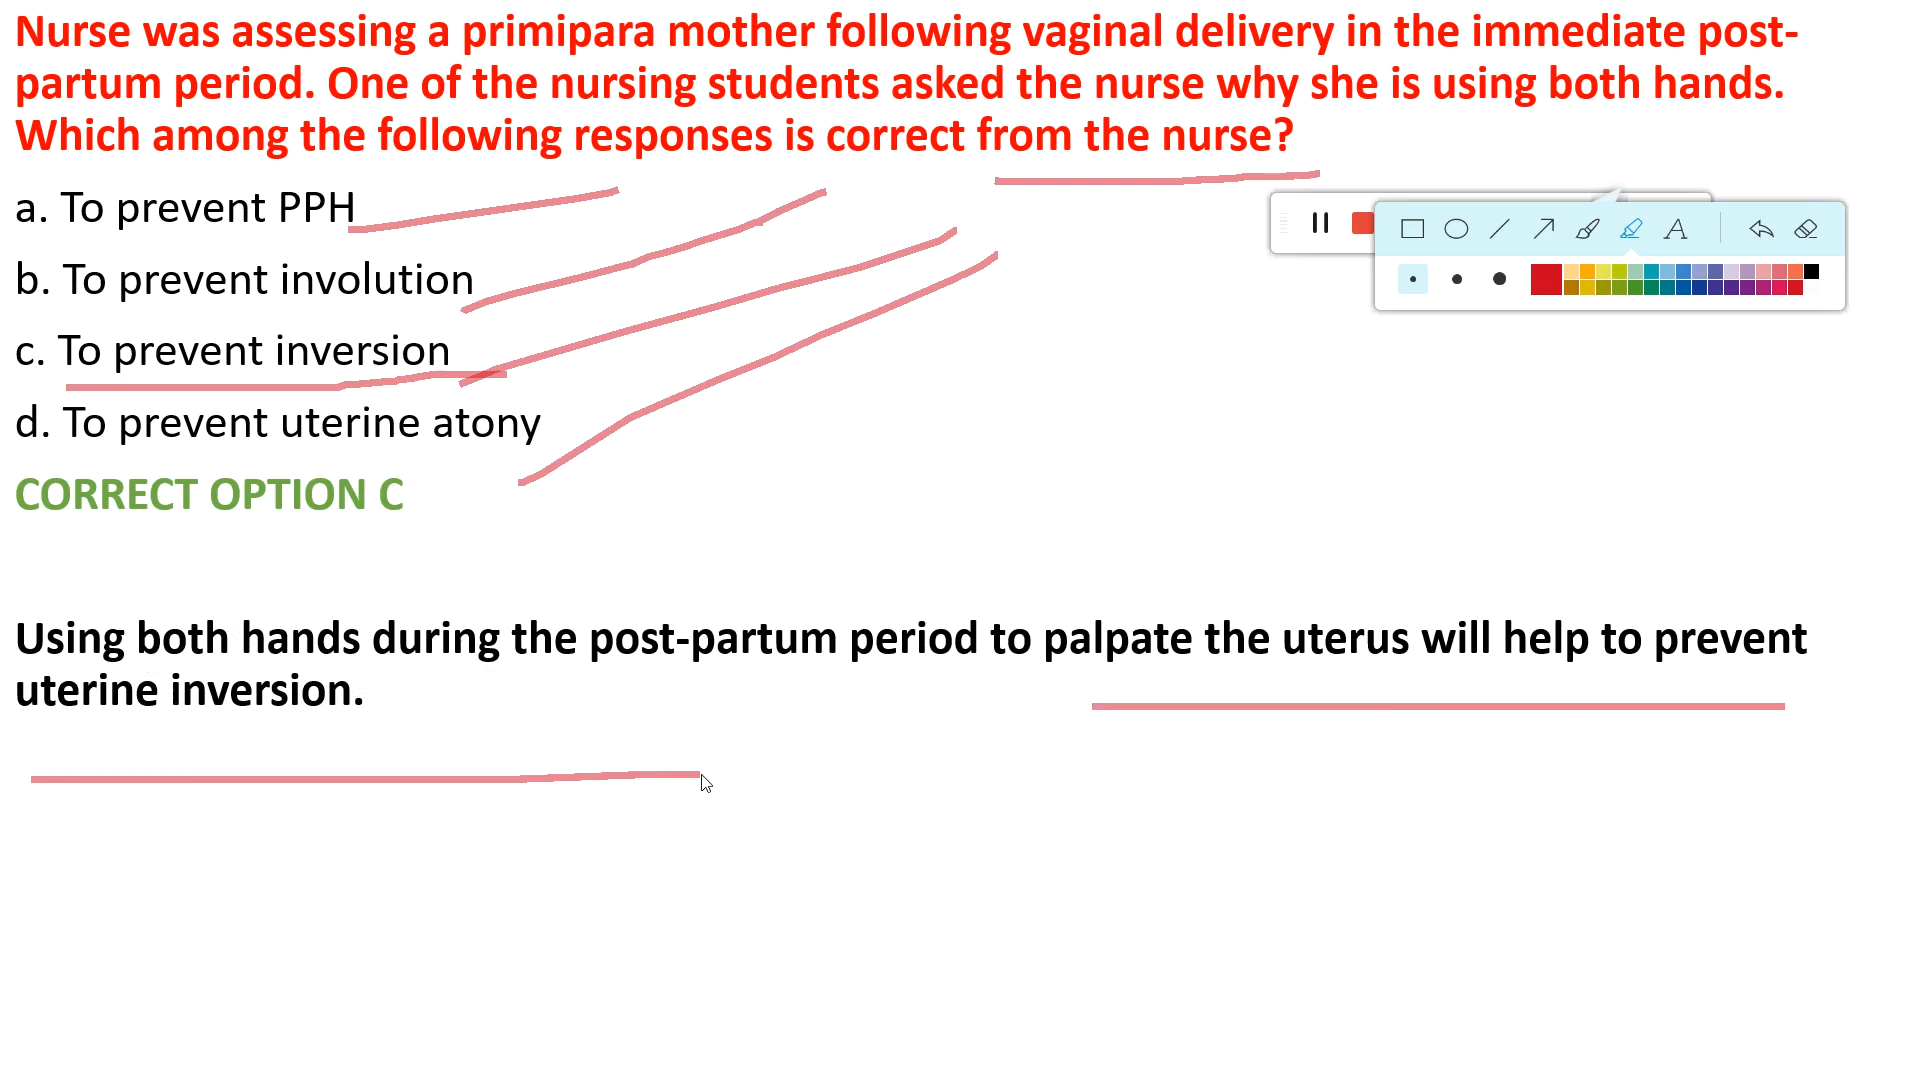 Nurse was assessing a primipara mother following vaginal delivery in the immediate post-
partum period. One of the nursing students asked the nurse why she is using both hands.
Which among the following responses is correct from the nurse?
a. To prevent PPH
b. To prevent involution
c. To prevent inversion
d. To prevent uterine atony
CORRECT OPTION C
Using both hands during the post-partum period to palpate the uterus will help to prevent
uterine inversion.